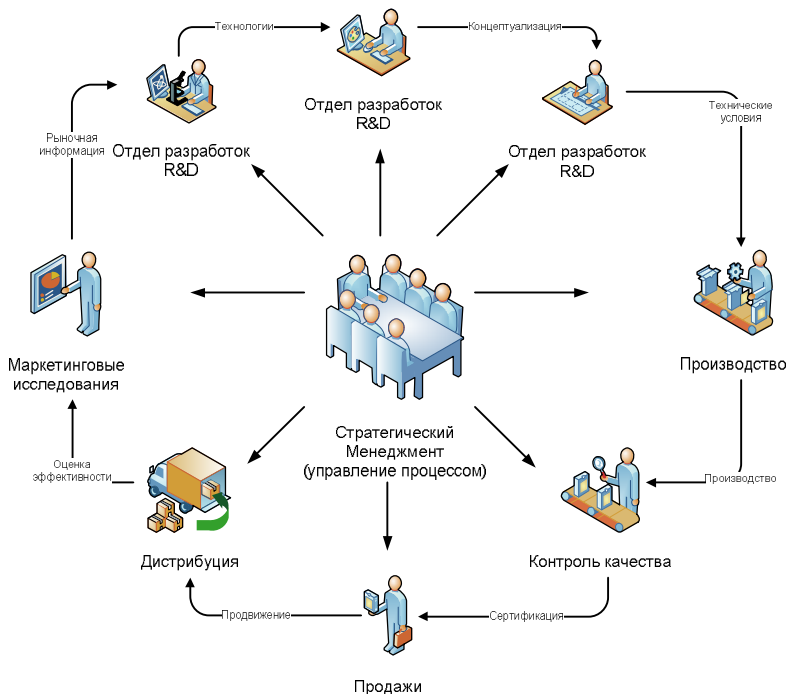 Технологии
Концептуализация
Отдел разработок
R&D
Технические
условия
Рыночная
информация
Отдел разработок
R&D
Отдел разработок
R&D
Маркетинговые
исследования
Производство
Стратегический
Менеджмент
(управление процессом)
Оценка
эффективности
Производство
Дистрибуция
Контроль качества
Продвижение
Сертификация
Продажи